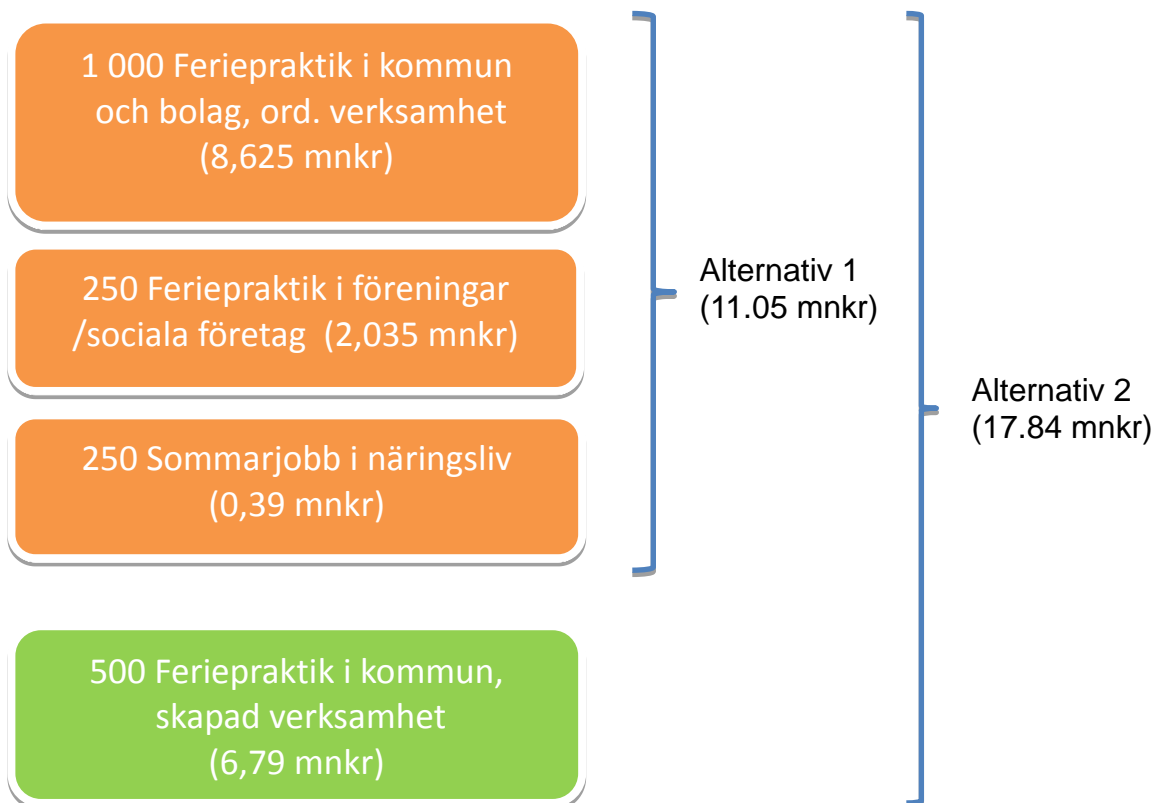 1 000 Feriepraktik i kommun
och bolag, ord. verksamhet
(8,625 mnkr)
250 Feriepraktik i föreningar
/sociala företag (2,035 mnkr)
250 Sommarjobb i näringsliv
(0,39 mnkr)
500 Feriepraktik i kommun,
skapad verksamhet
(6,79 mnkr)
Alternativ 1
(11.05 mnkr)
Alternativ 2
(17.84 mnkr)